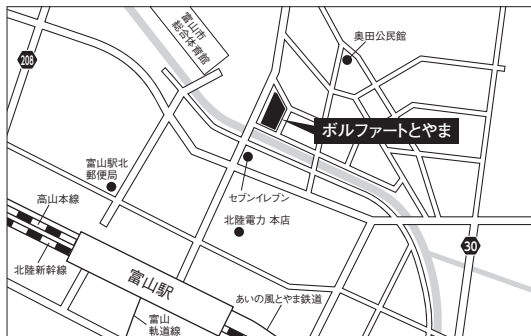 208
富山市
総合体育館
奥田公民館
ボルファートとやま
富山駅北
郵便局
セブンイレブン
高山本線
北陸電力 本店
30
北陸新幹線
富山駅
あいの風とやま鉄道
富山
軌道線